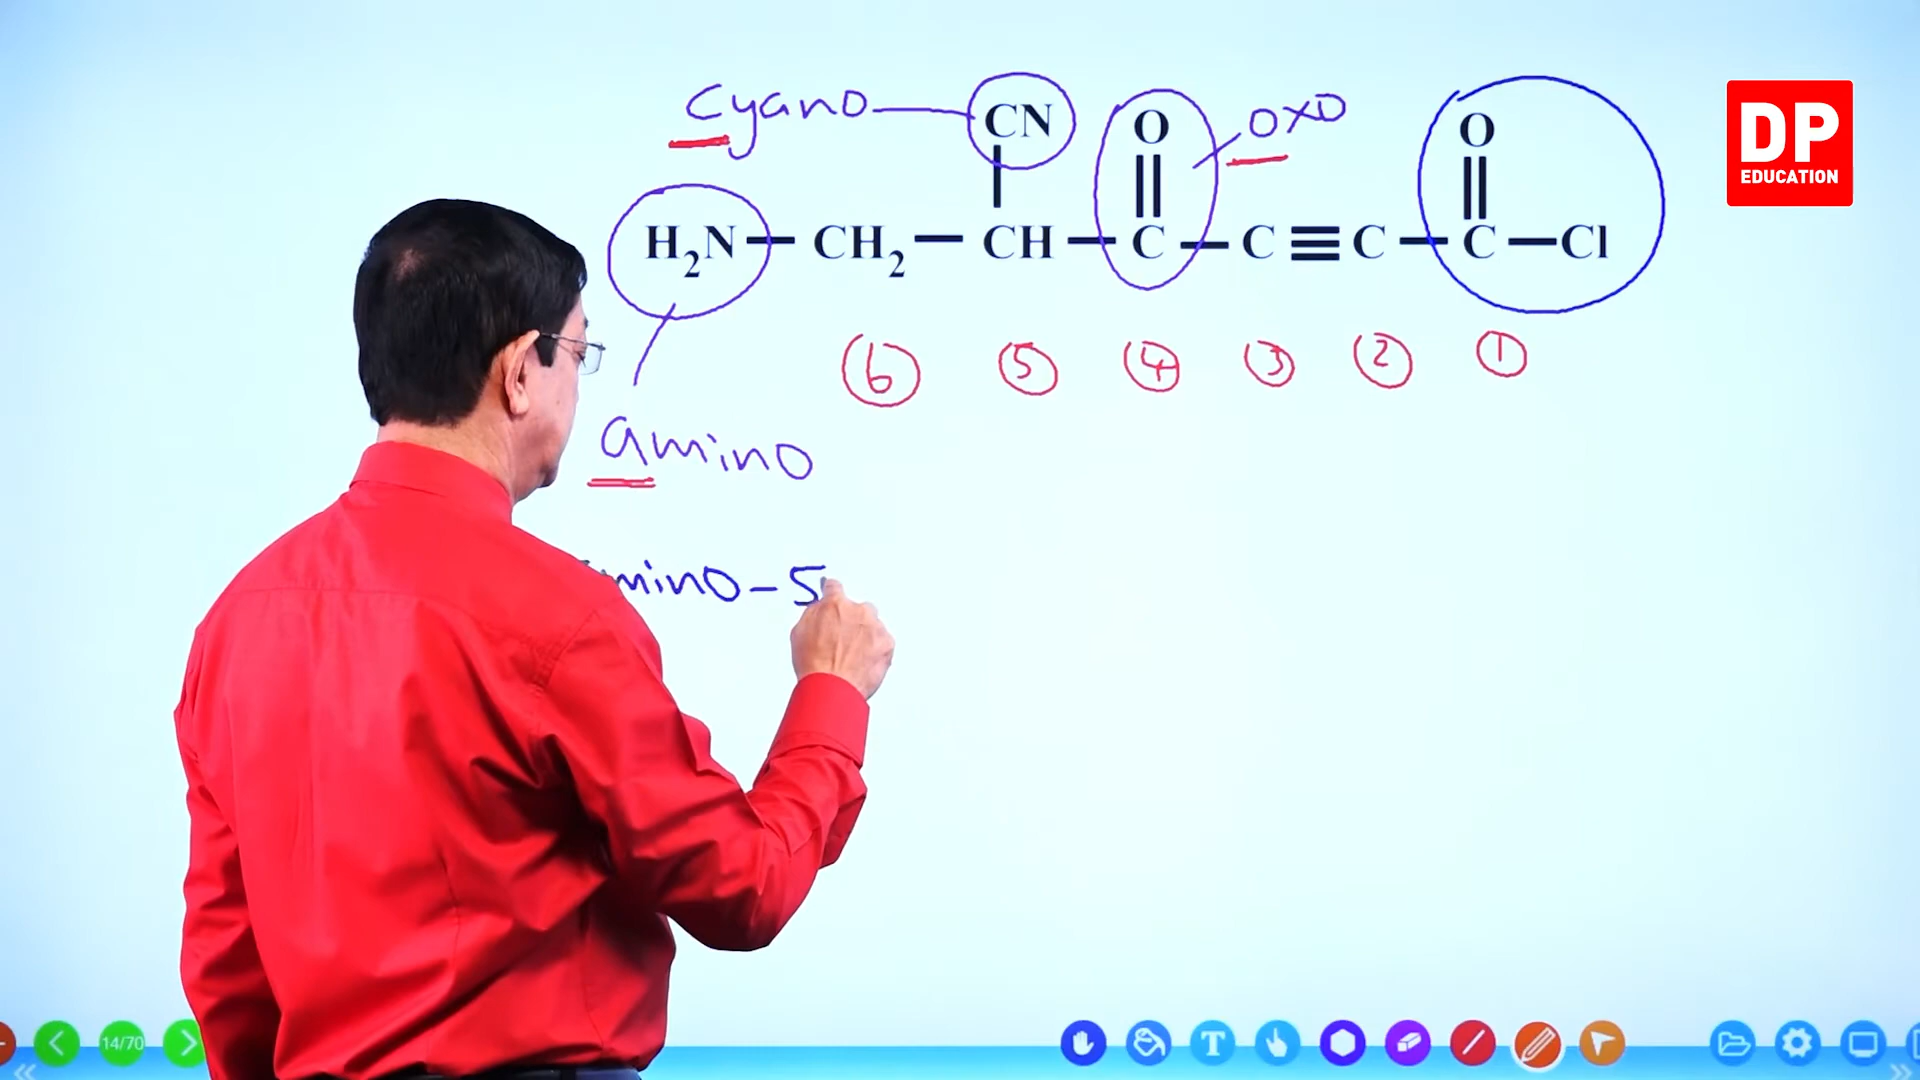 cyano CN O oxo O
H₂N — CH₂ — CH — C — C ≡ C — C — Cl
6 5 4 3 2 1
amino
mino - 5
DP
EDUCATION
14/70
T